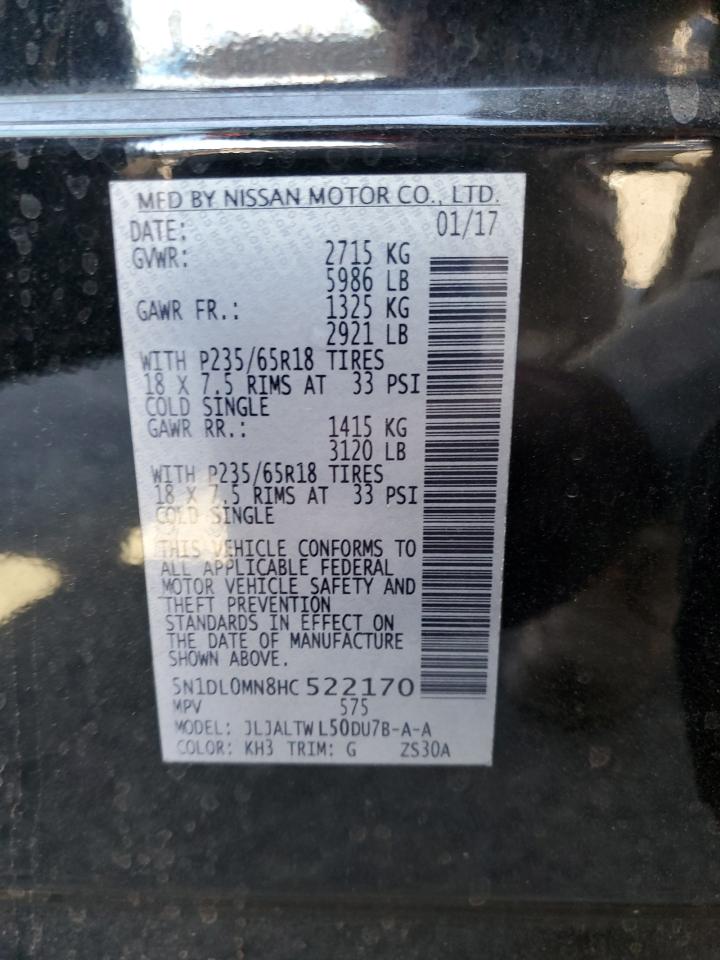 MFD BY NISSAN MOTOR CO., LTD.
DATE: 01/17
GVWR: 2715 KG
5986 LB
GAWR FR.: 1325 KG
2921 LB
WITH P235/65R18 TIRES
18 X 7.5 RIMS AT 33 PSI
COLD SINGLE
GAWR RR.: 1415 KG
3120 LB
WITH P235/65R18 TIRES
18 X 7.5 RIMS AT 33 PSI
COLD SINGLE
THIS VEHICLE CONFORMS TO
ALL APPLICABLE FEDERAL
MOTOR VEHICLE SAFETY AND
THEFT PREVENTION
STANDARDS IN EFFECT ON
THE DATE OF MANUFACTURE
SHOWN ABOVE.
5N1DL0MN8HC522170
MPV 575
MODEL: JLJALTWL50DU7B-A-A
COLOR: KH3 TRIM: G ZS30A